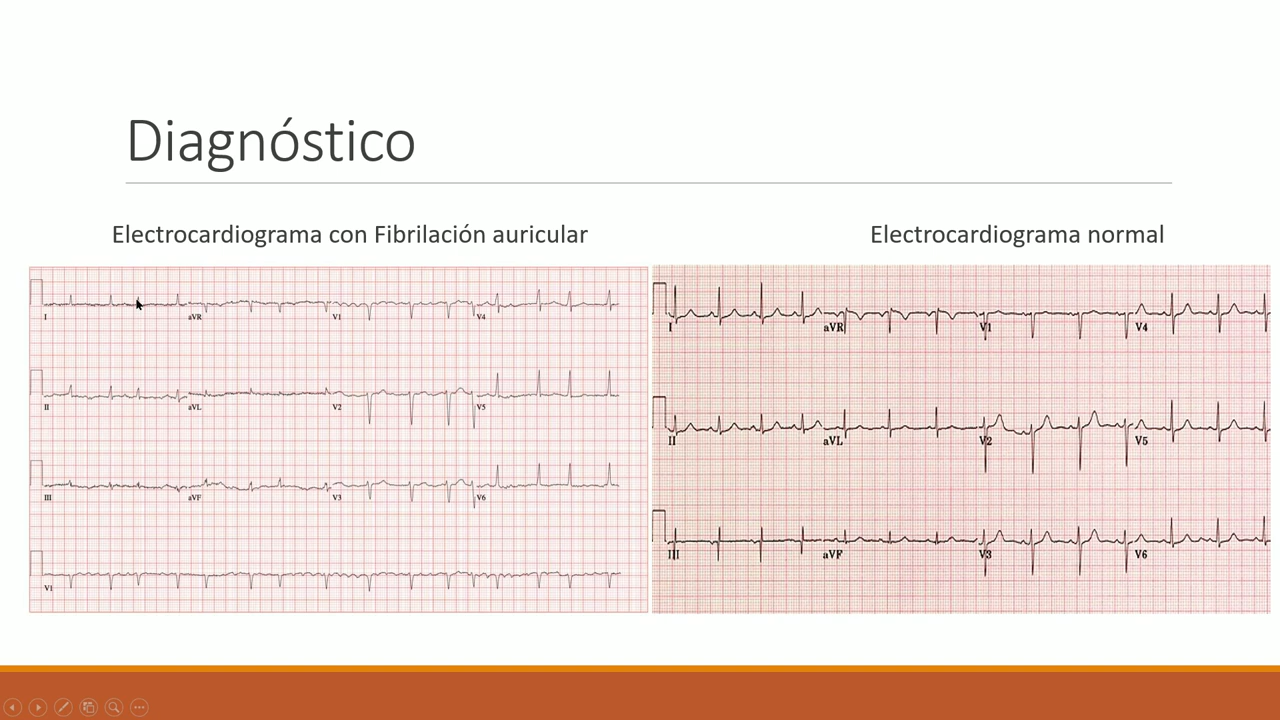 Diagnóstico
Electrocardiograma con Fibrilación auricular
Electrocardiograma normal
I aVR V1 V4
II aVL V2 V5
III aVF V3 V6
V1
I aVR V1 V4
II aVL V2 V5
III aVF V3 V6